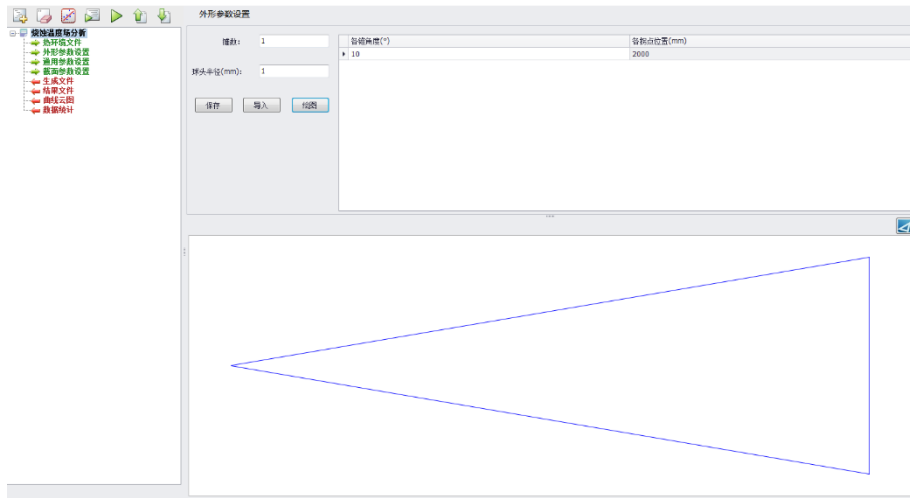 外形参数设置
烧蚀温度场分析
热环境文件
外形参数设置
通用参数设置
截面参数设置
生成文件
结果文件
曲线云图
数据统计
锥数: 1
球头半径(mm): 1
保存 导入 绘图
各锥角度(°) 各拐点位置(mm)
10 2000